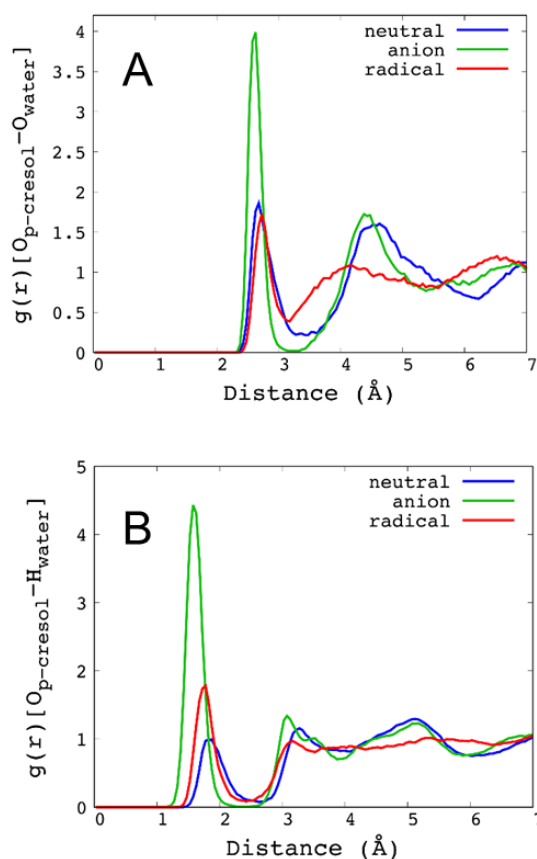 A
neutral
anion
radical
g(r)[Op-cresol-Owater]
4
3.5
3
2.5
2
1.5
1
0.5
0
0 1 2 3 4 5 6 7
Distance (Å)
B
neutral
anion
radical
g(r)[Op-cresol-Hwater]
5
4
3
2
1
0
0 1 2 3 4 5 6 7
Distance (Å)